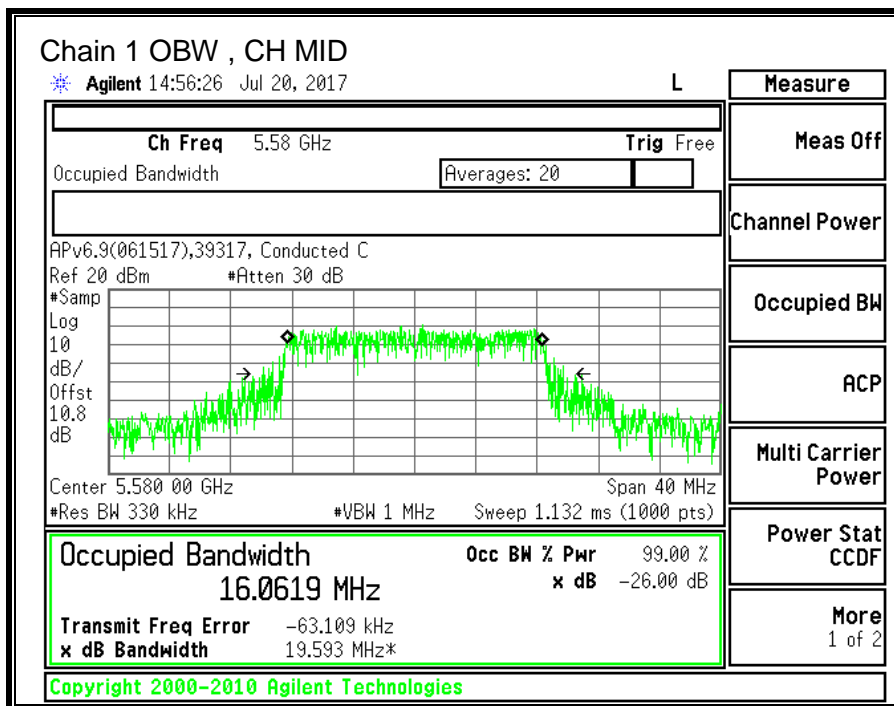 Chain 1 OBW , CH MID
Agilent 14:56:26 Jul 20, 2017 L
Measure
Ch Freq 5.58 GHz Trig Free
Meas Off
Occupied Bandwidth Averages: 20
Channel Power
APv6.9(061517),39317, Conducted C
Ref 20 dBm #Atten 30 dB
#Samp
Log
10
dB/
Offst
10.8
dB
Occupied BW
ACP
Multi Carrier
Power
Center 5.580 00 GHz Span 40 MHz
#Res BW 330 kHz #VBW 1 MHz Sweep 1.132 ms (1000 pts)
Power Stat
CCDF
Occupied Bandwidth Occ BW % Pwr 99.00 %
16.0619 MHz x dB -26.00 dB
Transmit Freq Error -63.109 kHz
x dB Bandwidth 19.593 MHz*
More
1 of 2
Copyright 2000-2010 Agilent Technologies